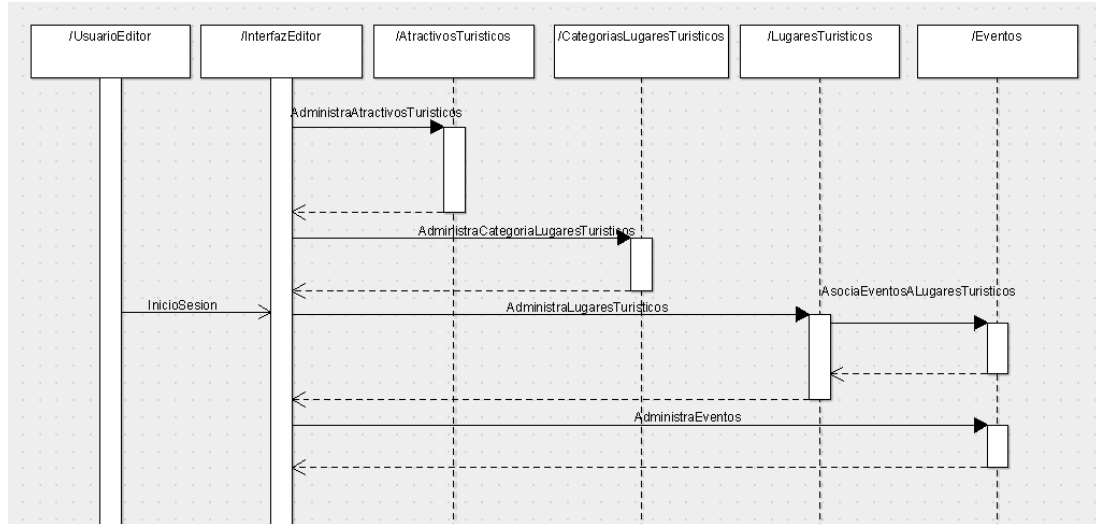 /UsuarioEditor
/InterfazEditor
/AtractivosTuristicos
/CategoriasLugaresTuristicos
/LugaresTuristicos
/Eventos
AdministraAtractivosTuristicos
AdministraCategoriaLugaresTuristicos
InicioSesion
AdministraLugaresTuristicos
AsociaEventosALugaresTuristicos
AdministraEventos